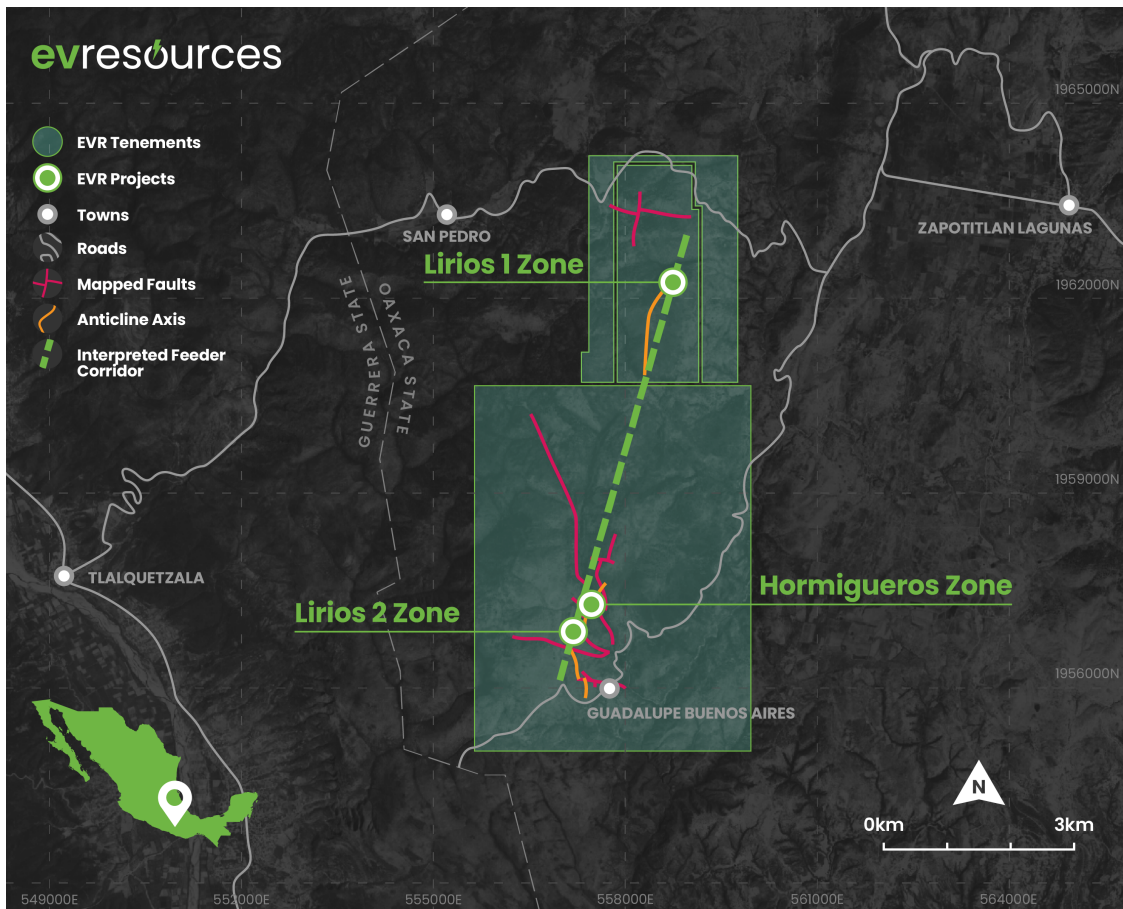 evresources
EVR Tenements
EVR Projects
Towns
Roads
Mapped Faults
Anticline Axis
Interpreted Feeder
Corridor
1965000N
ZAPOTITLAN LAGUNAS
SAN PEDRO
Lirios 1 Zone
1962000N
GUERRERA STATE
OAXACA STATE
1959000N
TLALQUETZALA
Hormigueros Zone
Lirios 2 Zone
1956000N
GUADALUPE BUENOS AIRES
N
0km
3km
549000E
552000E
555000E
558000E
561000E
564000E